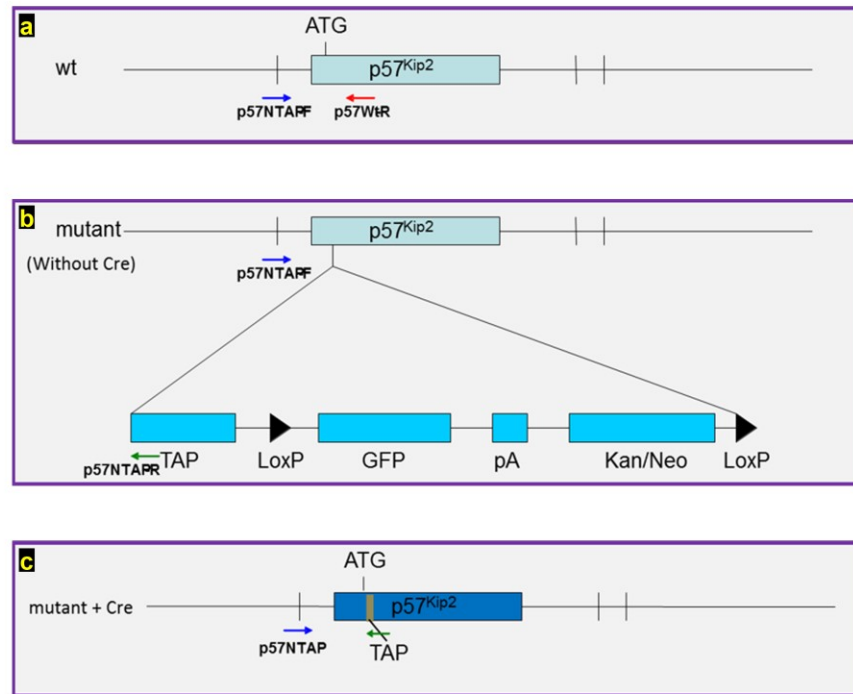 a
ATG
wt
p57Kip2
p57NTAPF p57WtR
b
mutant
p57Kip2
(Without Cre)
p57NTAPF
p57NTAPR
TAP LoxP GFP pA Kan/Neo LoxP
c
ATG
mutant + Cre
p57Kip2
p57NTAP
TAP